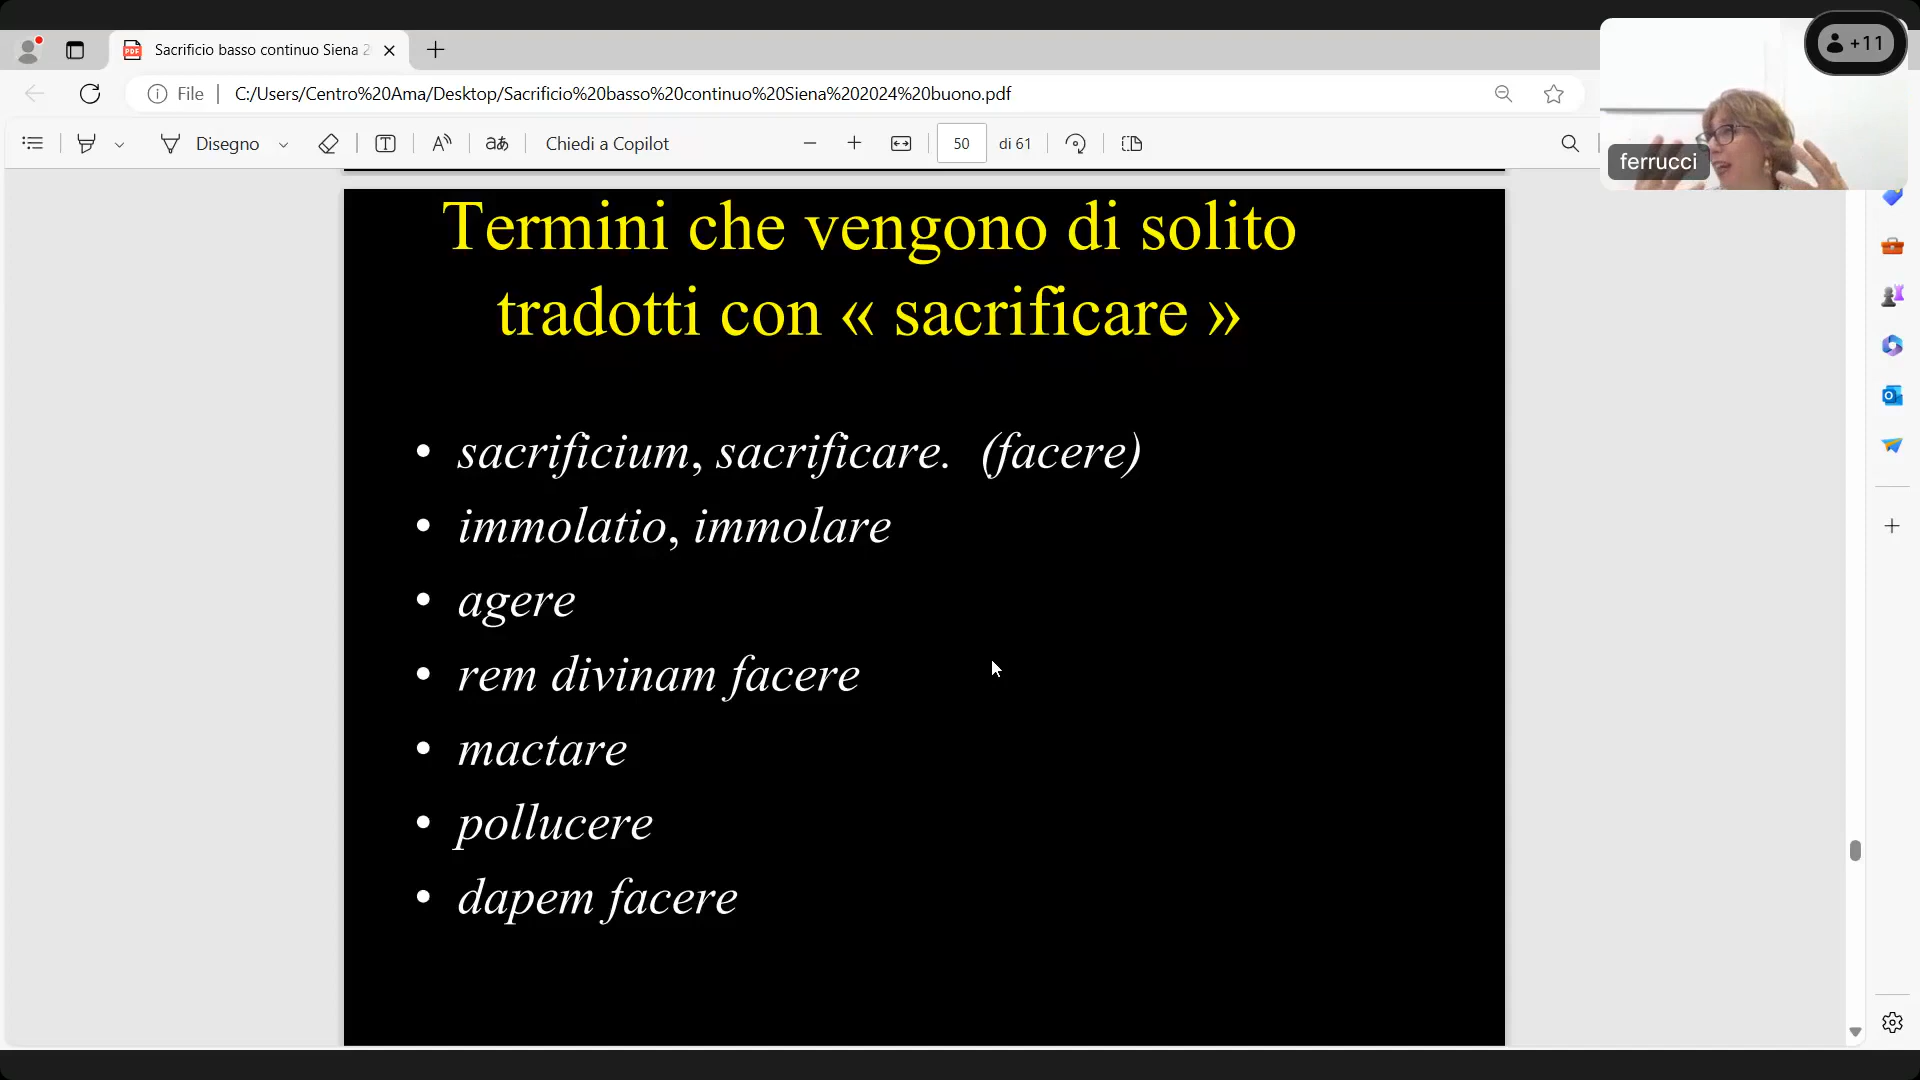 Sacrificio basso continuo Siena 2
+11
File
C:/Users/Centro%20Ama/Desktop/Sacrificio%20basso%20continuo%20Siena%202024%20buono.pdf
Disegno
Chiedi a Copilot
50 di 61
ferrucci
Termini che vengono di solito
tradotti con « sacrificare »
• sacrificium, sacrificare. (facere)
• immolatio, immolare
• agere
• rem divinam facere
• mactare
• pollucere
• dapem facere